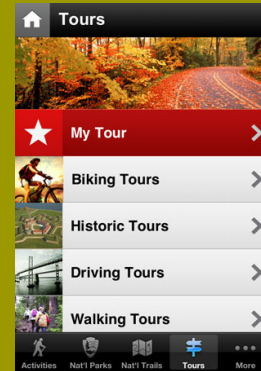 Tours
My Tour
Biking Tours
Historic Tours
Driving Tours
Walking Tours
Activities Nat'l Parks Nat'l Trails Tours More